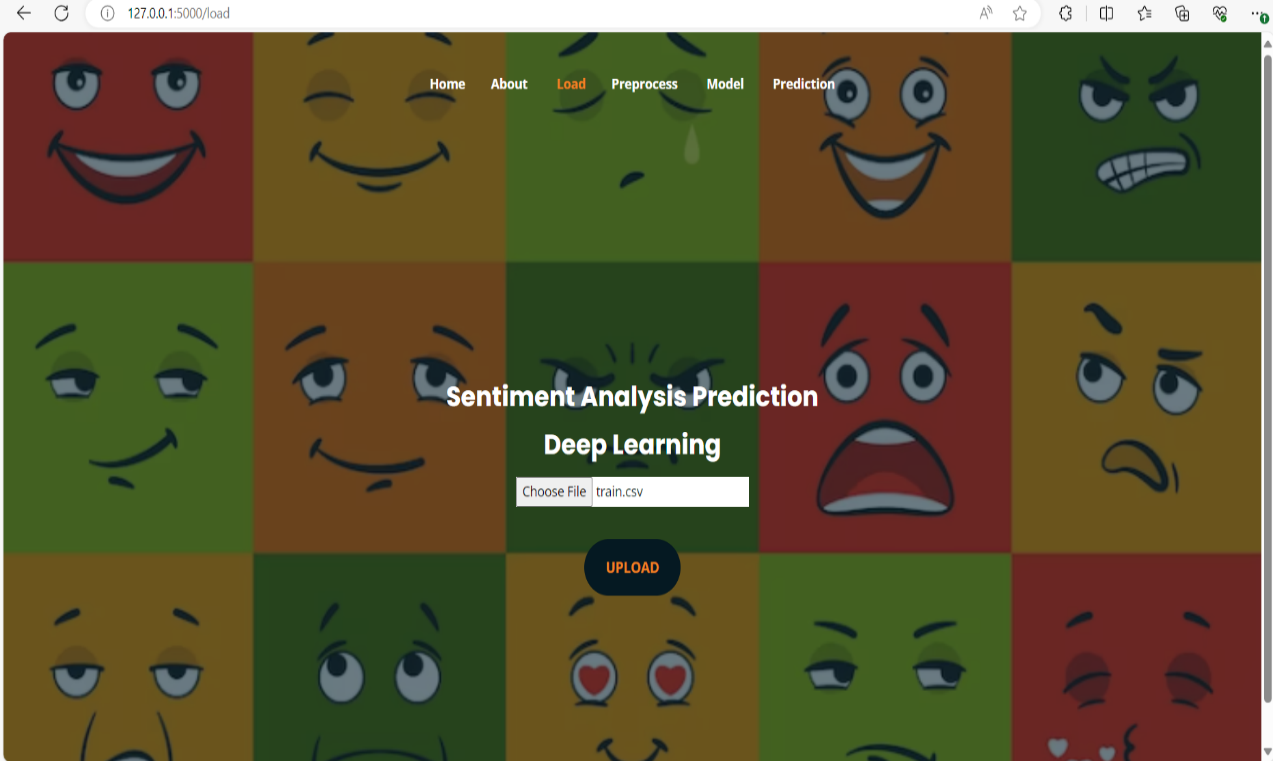 127.0.0.1:5000/load
Home About Load Preprocess Model Prediction
Sentiment Analysis Prediction
Deep Learning
Choose File train.csv
UPLOAD